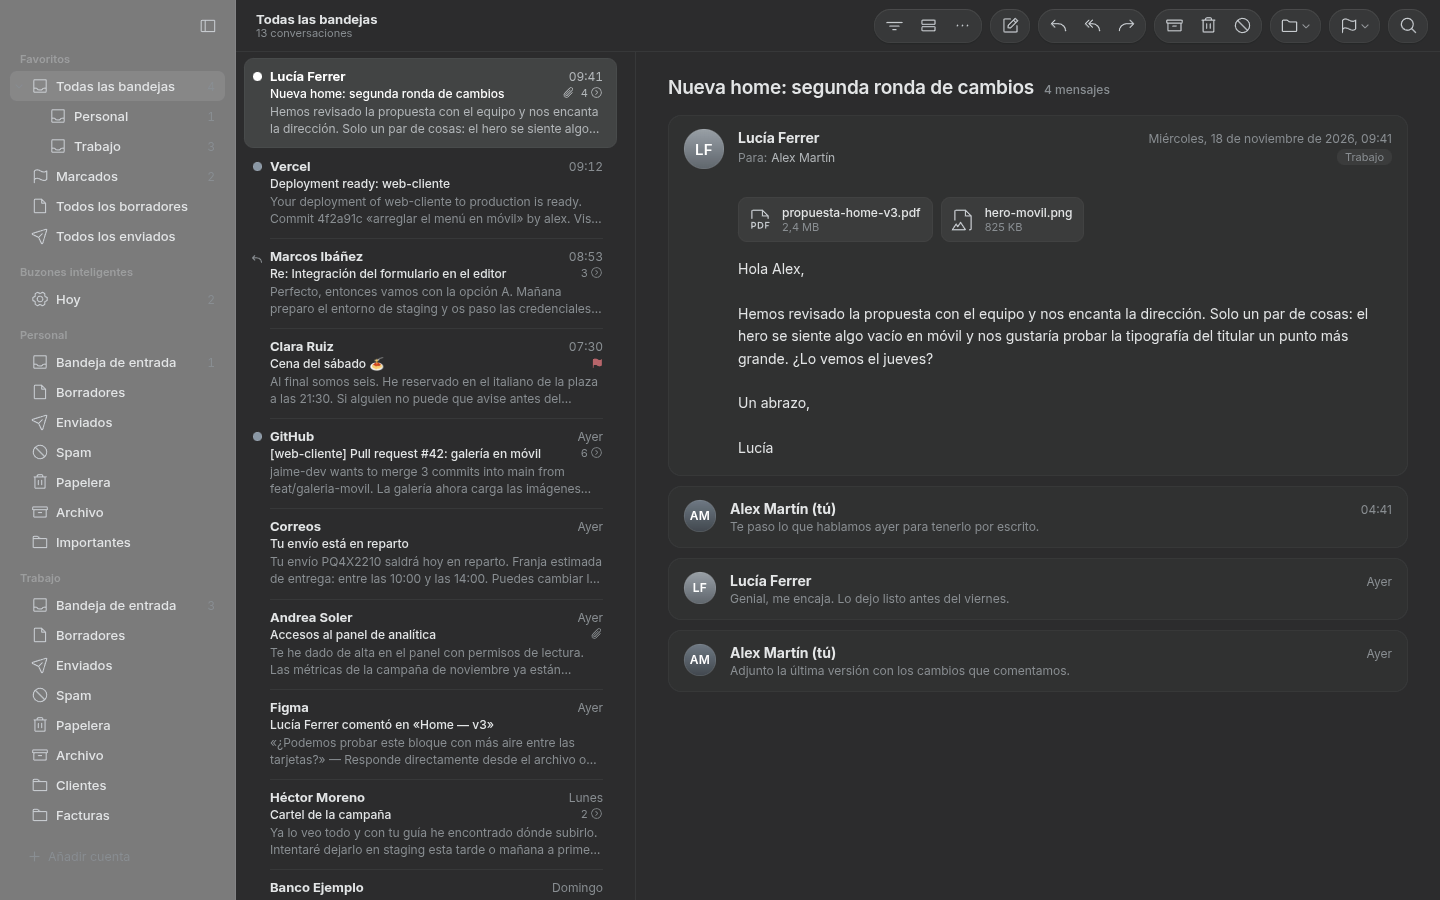 Favoritos
Todas las bandejas 4
Personal 1
Trabajo 3
Marcados 2
Todos los borradores
Todos los enviados
Buzones inteligentes
Hoy 2
Personal
Bandeja de entrada 1
Borradores
Enviados
Spam
Papelera
Archivo
Importantes
Trabajo
Bandeja de entrada 3
Borradores
Enviados
Spam
Papelera
Archivo
Clientes
Facturas
+ Añadir cuenta
Todas las bandejas
13 conversaciones
Lucía Ferrer 09:41
Nueva home: segunda ronda de cambios 4
Hemos revisado la propuesta con el equipo y nos encanta
la dirección. Solo un par de cosas: el hero se siente algo...
Vercel 09:12
Deployment ready: web-cliente
Your deployment of web-cliente to production is ready.
Commit 4f2a91c «arreglar el menú en móvil» by alex. Vis...
Marcos Ibáñez 08:53
Re: Integración del formulario en el editor 3
Perfecto, entonces vamos con la opción A. Mañana
preparo el entorno de staging y os paso las credenciales...
Clara Ruiz 07:30
Cena del sábado 🍝
Al final somos seis. He reservado en el italiano de la plaza
a las 21:30. Si alguien no puede que avise antes del...
GitHub Ayer
[web-cliente] Pull request #42: galería en móvil 6
jaime-dev wants to merge 3 commits into main from
feat/galeria-movil. La galería ahora carga las imágenes...
Correos Ayer
Tu envío está en reparto
Tu envío PQ4X2210 saldrá hoy en reparto. Franja estimada
de entrega: entre las 10:00 y las 14:00. Puedes cambiar l...
Andrea Soler Ayer
Accesos al panel de analítica
Te he dado de alta en el panel con permisos de lectura.
Las métricas de la campaña de noviembre ya están...
Figma Ayer
Lucía Ferrer comentó en «Home — v3»
«¿Podemos probar este bloque con más aire entre las
tarjetas?» — Responde directamente desde el archivo o...
Héctor Moreno Lunes
Cartel de la campaña 2
Ya lo veo todo y con tu guía he encontrado dónde subirlo.
Intentaré dejarlo en staging esta tarde o mañana a prime...
Banco Ejemplo Domingo
Nueva home: segunda ronda de cambios 4 mensajes
LF
Lucía Ferrer Miércoles, 18 de noviembre de 2026, 09:41
Para: Alex Martín Trabajo
PDF
propuesta-home-v3.pdf
2,4 MB
hero-movil.png
825 KB
Hola Alex,
Hemos revisado la propuesta con el equipo y nos encanta la dirección. Solo un par de cosas: el
hero se siente algo vacío en móvil y nos gustaría probar la tipografía del titular un punto más
grande. ¿Lo vemos el jueves?
Un abrazo,
Lucía
AM
Alex Martín (tú) 04:41
Te paso lo que hablamos ayer para tenerlo por escrito.
LF
Lucía Ferrer Ayer
Genial, me encaja. Lo dejo listo antes del viernes.
AM
Alex Martín (tú) Ayer
Adjunto la última versión con los cambios que comentamos.